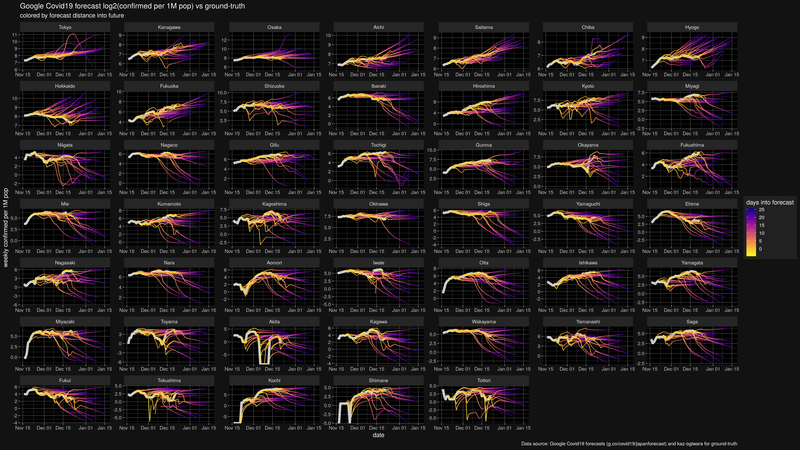 Google Covid19 forecast log2(confirmed per 1M pop) vs ground-truth
colored by forecast distance into future
Tokyo Kanagawa Osaka Aichi Saitama Chiba Hyogo
Hokkaido Fukuoka Shizuoka Ibaraki Hiroshima Kyoto Miyagi
Niigata Nagano Gifu Tochigi Gunma Okayama Fukushima
Mie Kumamoto Kagoshima Okinawa Shiga Yamaguchi Ehime
Nagasaki Nara Aomori Iwate Oita Ishikawa Yamagata
Miyazaki Toyama Akita Kagawa Wakayama Yamanashi Saga
Fukui Tokushima Kochi Shimane Tottori
Nov 15 Dec 01 Dec 15 Jan 01 Jan 15
weekly confirmed per 1M pop
date
days into forecast
25
20
15
10
5
0
Data source: Google Covid19 forecasts (g.co/covid19/japanforecast) and kaz ogiwara for ground-truth